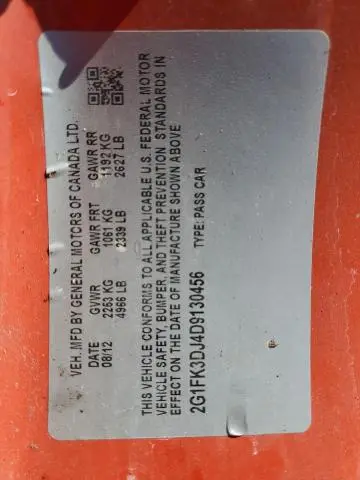 VEH. MFD BY GENERAL MOTORS OF CANADA LTD.
DATE GVWR GAWR FRT GAWR RR
08/12 2253 KG 1061 KG 1192 KG
4966 LB 2339 LB 2627 LB
THIS VEHICLE CONFORMS TO ALL APPLICABLE U.S. FEDERAL MOTOR
VEHICLE SAFETY, BUMPER, AND THEFT PREVENTION STANDARDS IN
EFFECT ON THE DATE OF MANUFACTURE SHOWN ABOVE
2G1FK3DJ4D9130456 TYPE: PASS CAR